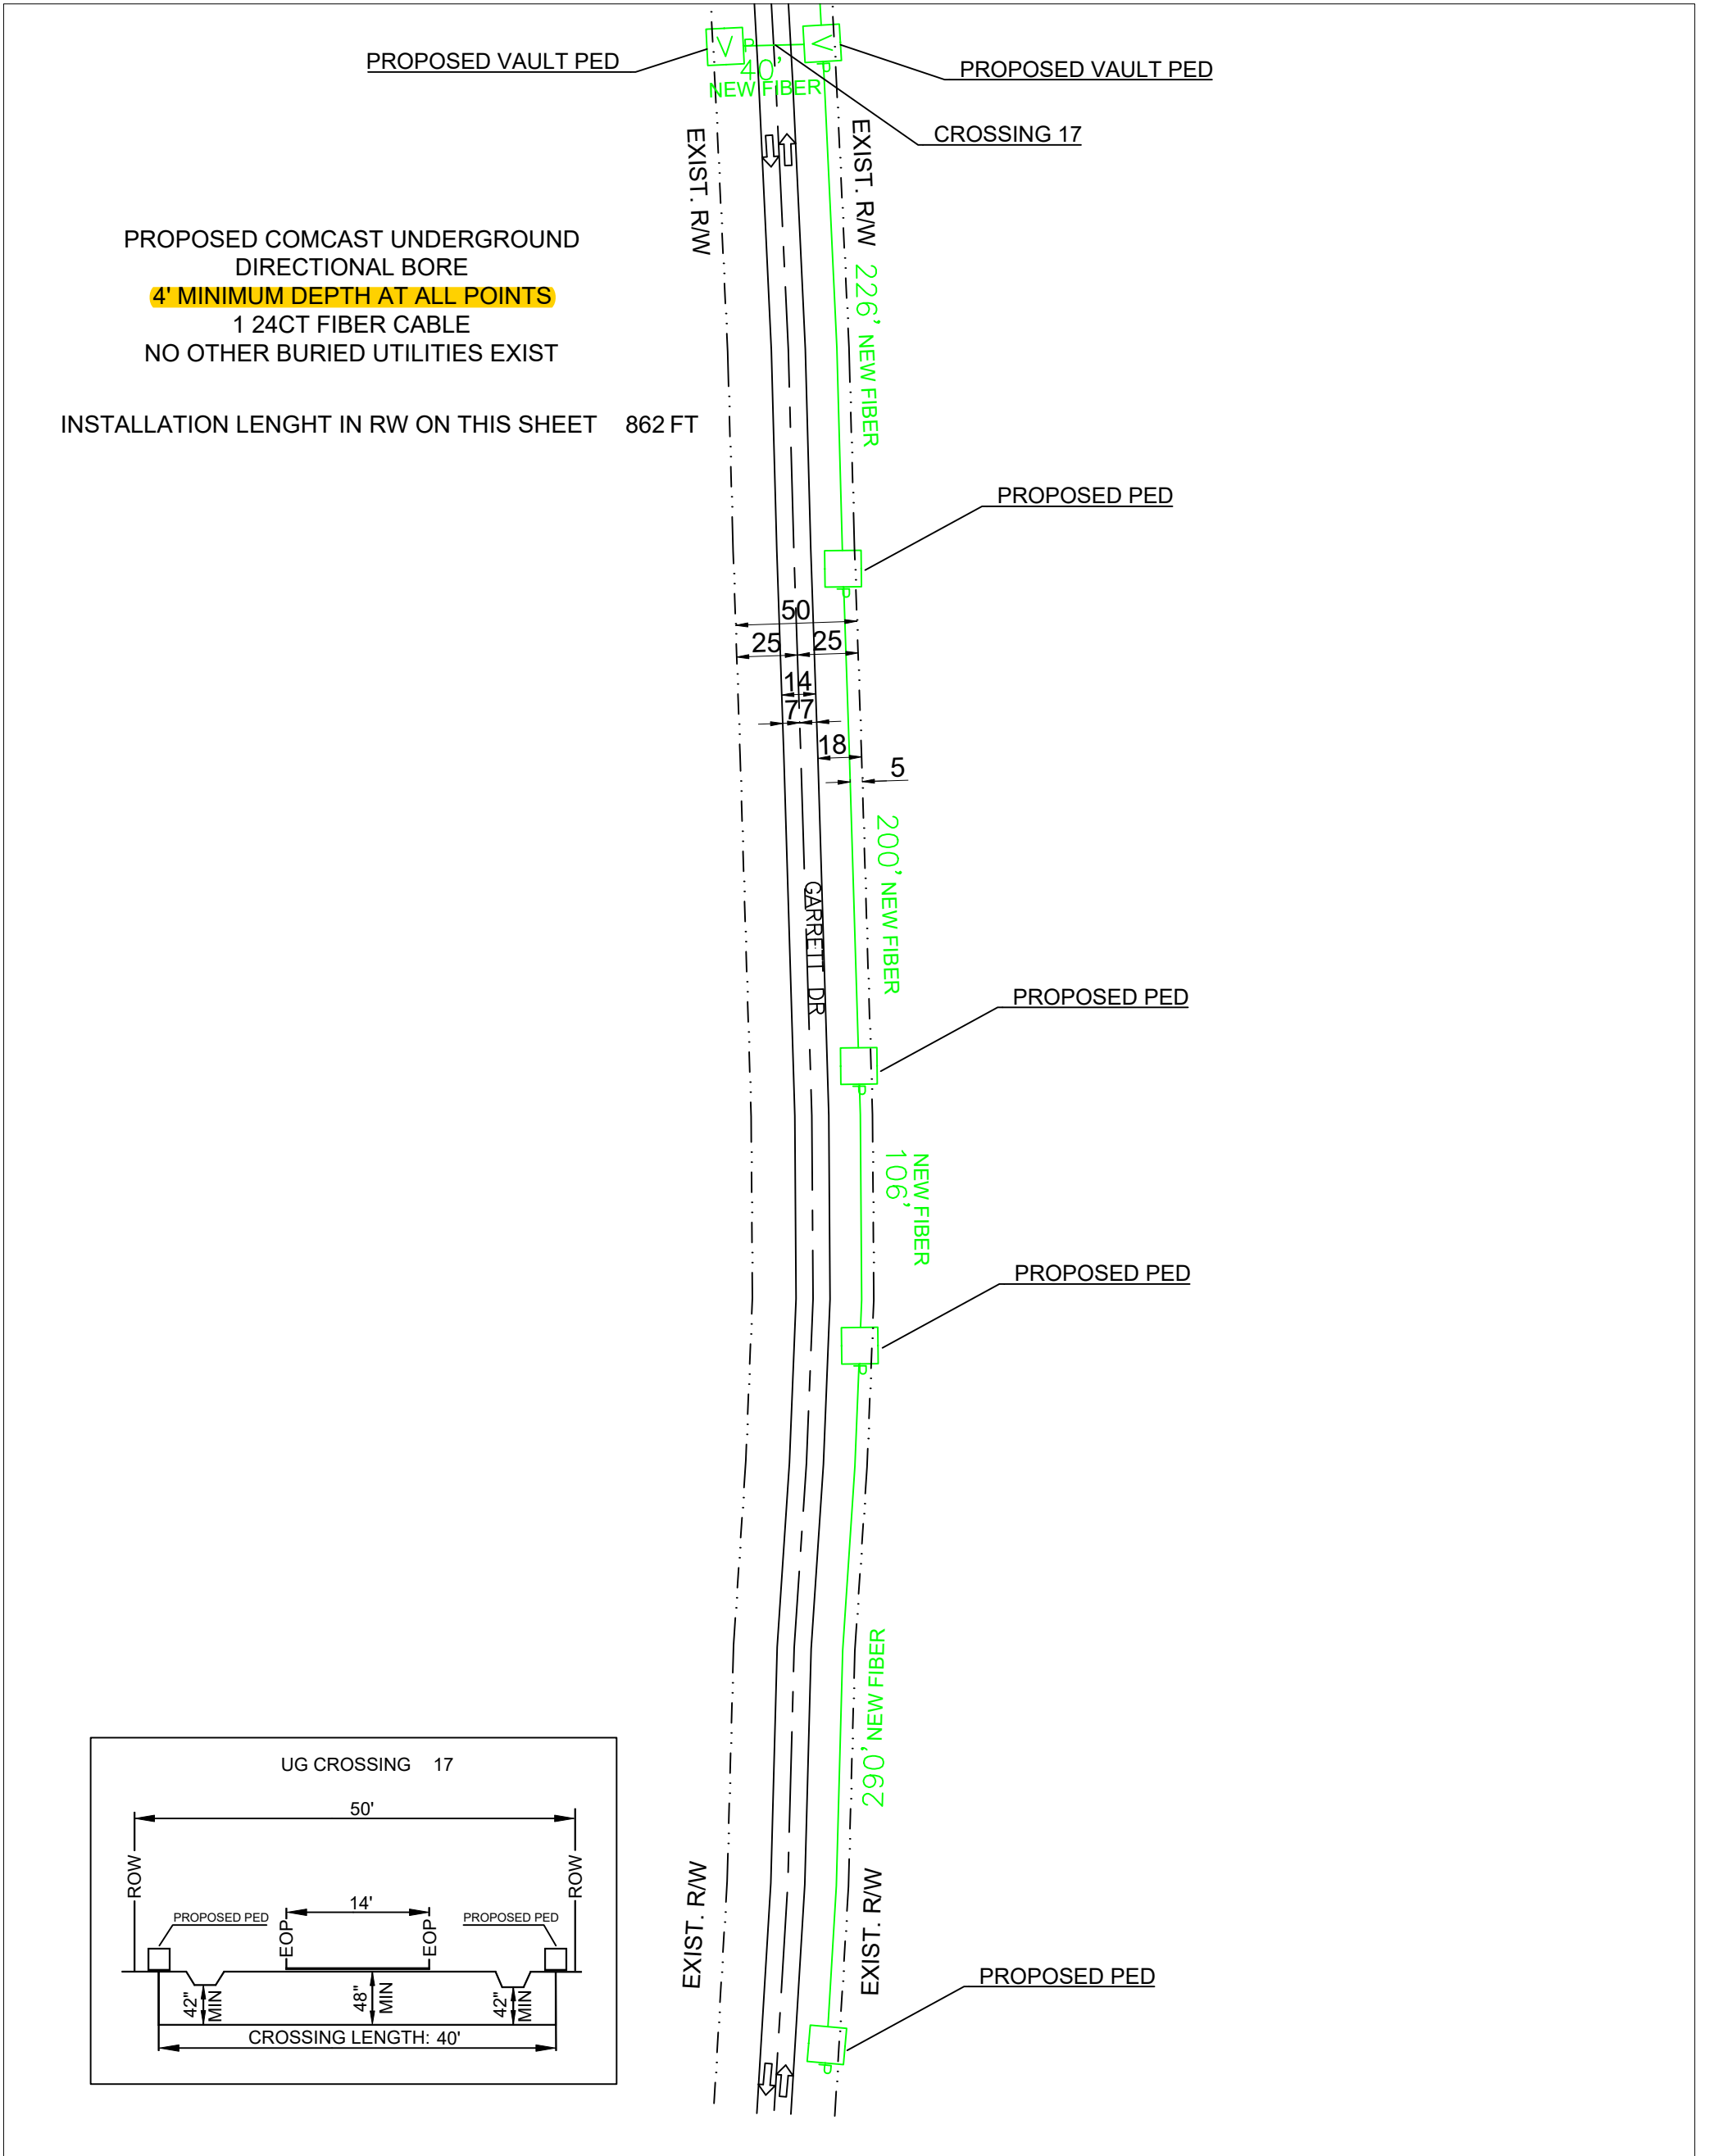 PROPOSED VAULT PED
V
P
V
P
40'
NEW FIBER
PROPOSED VAULT PED
CROSSING 17
EXIST. R/W
EXIST. R/W
PROPOSED COMCAST UNDERGROUND
DIRECTIONAL BORE
4' MINIMUM DEPTH AT ALL POINTS
1 24CT FIBER CABLE
NO OTHER BURIED UTILITIES EXIST
INSTALLATION LENGHT IN RW ON THIS SHEET 862 FT
226' NEW FIBER
PROPOSED PED
P
50
25 25
14
7 7
18
5
GARRETT DR
200' NEW FIBER
PROPOSED PED
P
NEW FIBER
106'
PROPOSED PED
P
290' NEW FIBER
EXIST. R/W
EXIST. R/W
PROPOSED PED
P
UG CROSSING 17
50'
ROW
ROW
14'
PROPOSED PED
PROPOSED PED
EOP
EOP
42"
MIN
48"
MIN
42"
MIN
CROSSING LENGTH: 40'